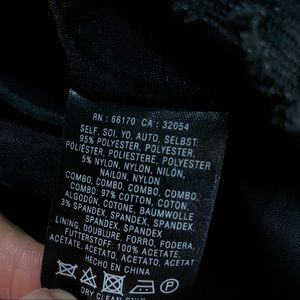 RN : 66170 CA : 32054
SELF, SOI, YO, AUTO, SELBST:
95% POLYESTER, POLYESTER,
POLIÉSTER, POLIESTERE, POLYESTER
5% NYLON, NYLON, NILÓN,
NAILON, NYLON
COMBO, COMBO, COMBO, COMBO,
COMBO: 97% COTTON, COTON,
ALGODÓN, COTONE, BAUMWOLLE
3% SPANDEX, SPANDEX, SPANDEX,
SPANDEX, SPANDEX
LINING, DOUBLURE, FORRO, FODERA,
FUTTERSTOFF: 100% ACETATE,
ACETATE, ACETATO, ACETATO, ACETAT
HECHO EN CHINA
DRY CLEAN ONLY